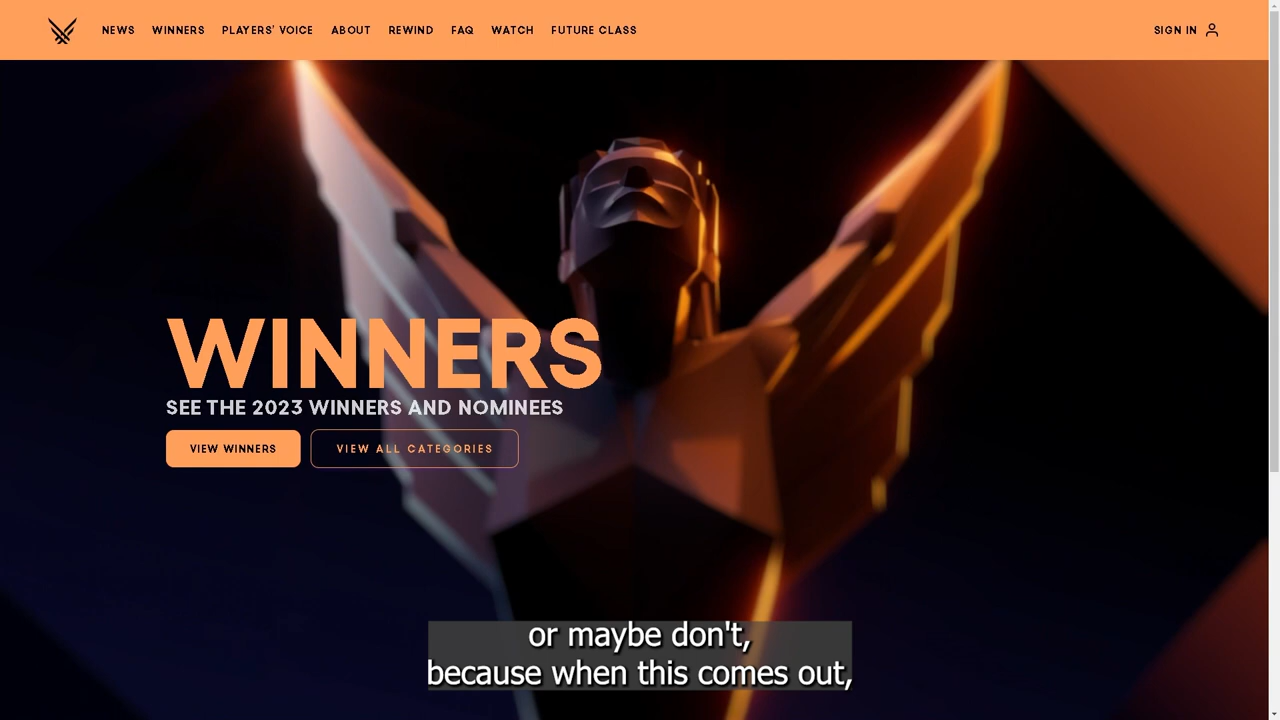 NEWS WINNERS PLAYERS' VOICE ABOUT REWIND FAQ WATCH FUTURE CLASS SIGN IN
WINNERS
SEE THE 2023 WINNERS AND NOMINEES
VIEW WINNERS VIEW ALL CATEGORIES
or maybe don't,
because when this comes out,